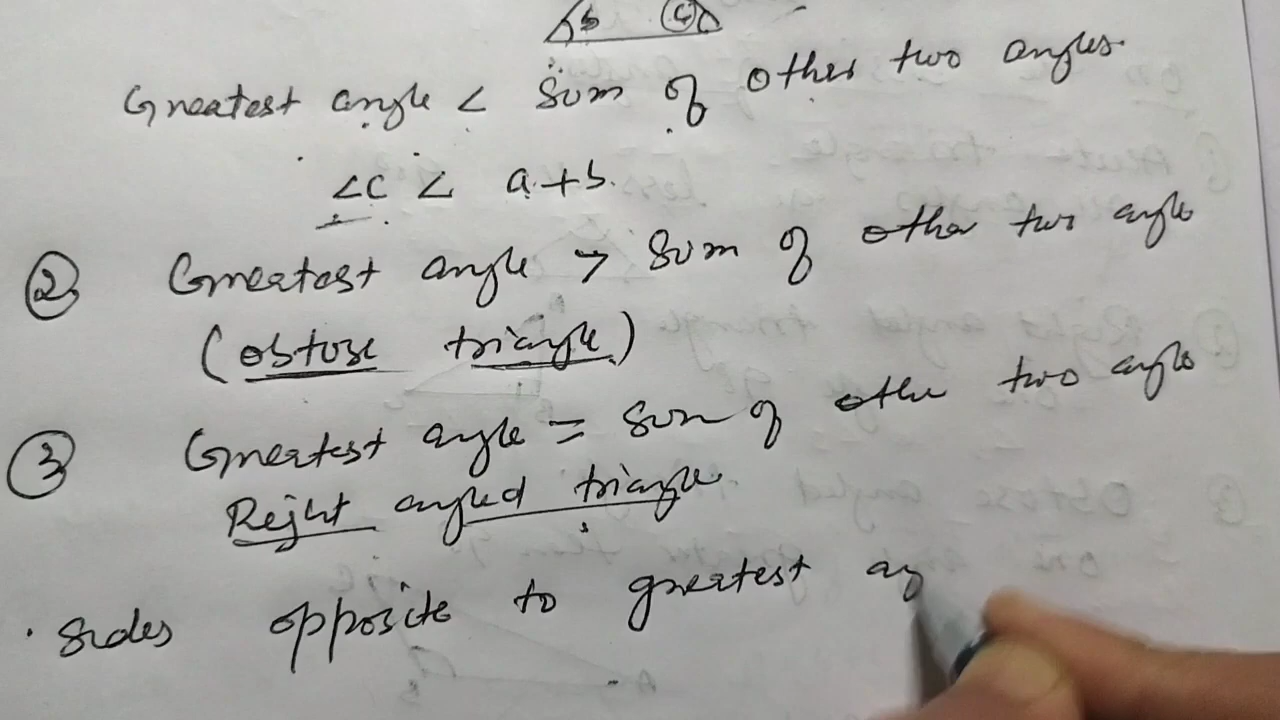 b c
Greatest angle < Sum of other two angles.
∠c < a+b.
② Greatest angle > Sum of other two angle
(obtuse triangle)
③ Greatest angle = Sum of other two angle
Right angled triangle
. Sides opposite to greatest ang